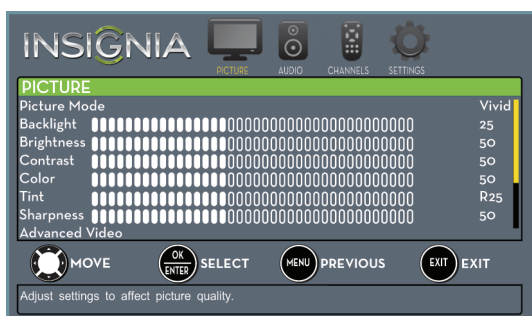 INSIGNIA
PICTURE AUDIO CHANNELS SETTINGS
PICTURE
Picture Mode Vivid
Backlight 25
Brightness 50
Contrast 50
Color 50
Tint R25
Sharpness 50
Advanced Video
MOVE OK ENTER SELECT MENU PREVIOUS EXIT EXIT
Adjust settings to affect picture quality.